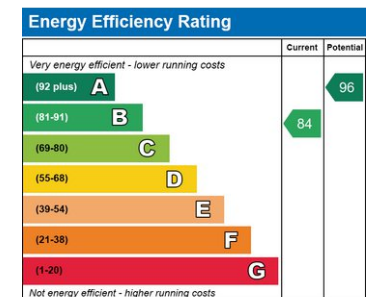 Energy Efficiency Rating
Current Potential
Very energy efficient - lower running costs
(92 plus) A 96
(81-91) B 84
(69-80) C
(55-68) D
(39-54) E
(21-38) F
(1-20) G
Not energy efficient - higher running costs